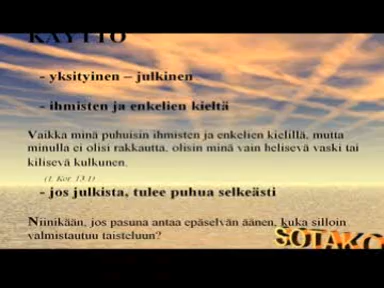 KÄYTTÖ
- yksityinen – julkinen
- ihmisten ja enkelien kieltä
Vaikka minä puhuisin ihmisten ja enkelien kielillä, mutta
minulla ei olisi rakkautta, olisin minä vain helisevä vaski tai
kilisevä kulkunen.
(1. Kor. 13:1)
- jos julkista, tulee puhua selkeästi
Niinikään, jos pasuna antaa epäselvän äänen, kuka silloin
valmistautuu taisteluun?
SOTAKO